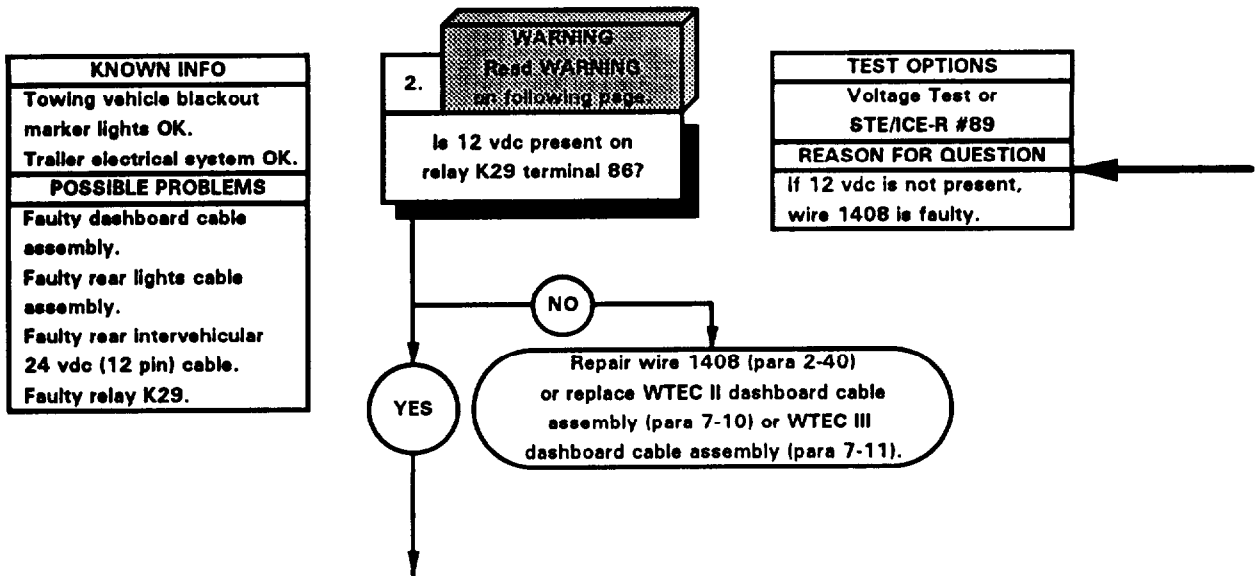 KNOWN INFO
Towing vehicle blackout
marker lights OK.
Trailer electrical system OK.
POSSIBLE PROBLEMS
Faulty dashboard cable
assembly.
Faulty rear lights cable
assembly.
Faulty rear intervehicular
24 vdc (12 pin) cable.
Faulty relay K29.
WARNING
Read WARNING
on following page.
2.
Is 12 vdc present on
relay K29 terminal 86?
TEST OPTIONS
Voltage Test or
STE/ICE-R #89
REASON FOR QUESTION
If 12 vdc is not present,
wire 1408 is faulty.
NO
YES
Repair wire 1408 (para 2-40)
or replace WTEC II dashboard cable
assembly (para 7-10) or WTEC III
dashboard cable assembly (para 7-11).